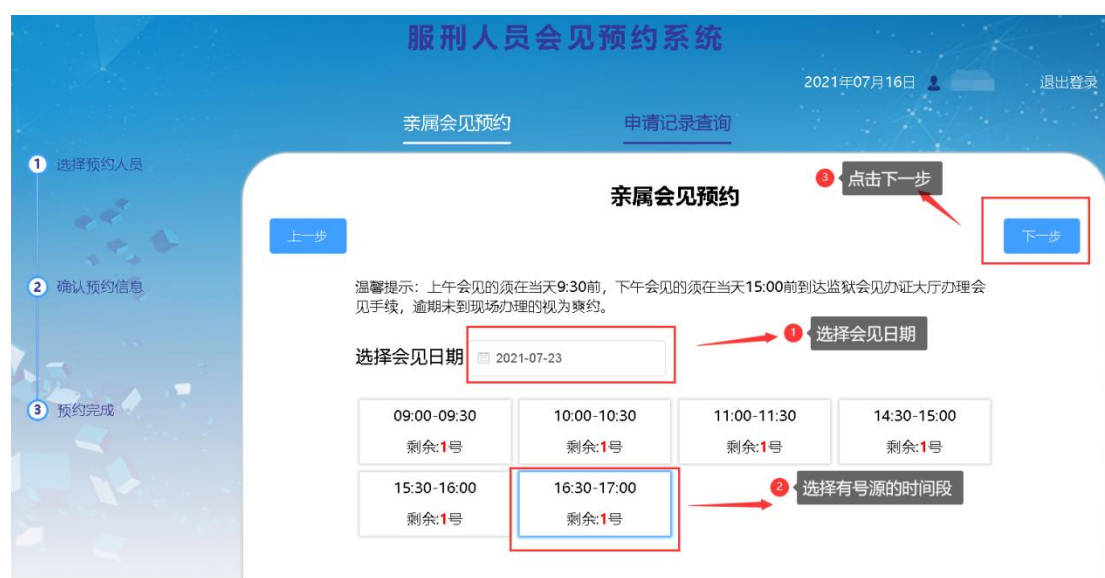 服刑人员会见预约系统
2021年07月16日
退出登录
亲属会见预约
申请记录查询
1 选择预约人员
3 点击下一步
亲属会见预约
上一步
下一步
2 确认预约信息
温馨提示：上午会见的须在当天9:30前，下午会见的须在当天15:00前到达监狱会见办证大厅办理会
见手续，逾期未到现场办理的视为爽约。
1 选择会见日期
选择会见日期 2021-07-23
3 预约完成
09:00-09:30 10:00-10:30 11:00-11:30 14:30-15:00
剩余:1号 剩余:1号 剩余:1号 剩余:1号
15:30-16:00 16:30-17:00
2 选择有号源的时间段
剩余:1号 剩余:1号